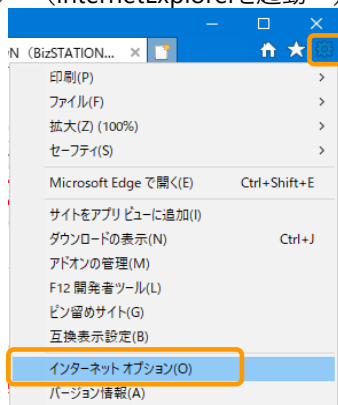 （InternetExplorerを起動
N（BizSTATION...
印刷(P)
ファイル(F)
拡大(Z) (100%)
セーフティ(S)
Microsoft Edge で開く(E) Ctrl+Shift+E
サイトをアプリ ビューに追加(I)
ダウンロードの表示(N) Ctrl+J
アドオンの管理(M)
F12 開発者ツール(L)
ピン留めサイト(G)
互換表示設定(B)
インターネット オプション(O)
バージョン情報(A)